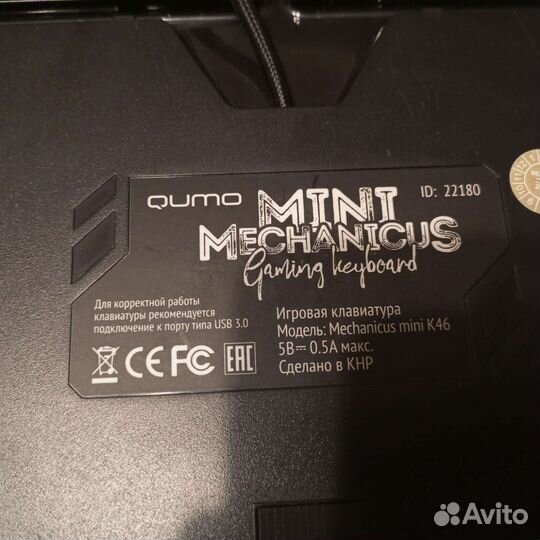 QUMO
MINI
MECHANICUS
Gaming keyboard
ID: 22180
Для корректной работы
клавиатуры рекомендуется
подключение к порту типа USB 3.0
CE FC EAC
Игровая клавиатура
Модель: Mechanicus mini K46
5В⎓ 0.5А макс.
Сделано в КНР
Avito